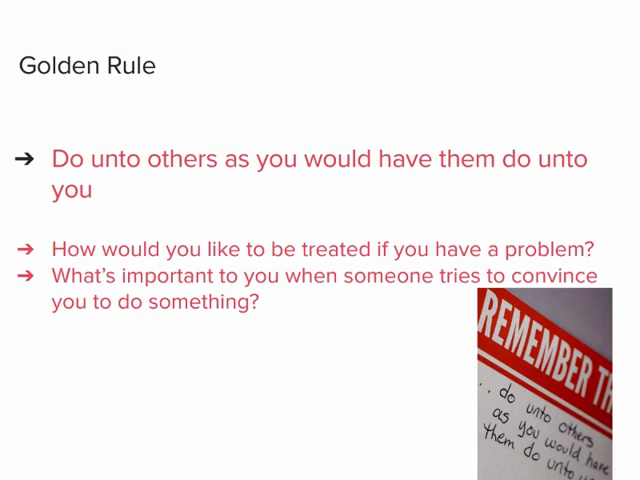 Golden Rule
➔ Do unto others as you would have them do unto
you
➔ How would you like to be treated if you have a problem?
➔ What's important to you when someone tries to convince
you to do something?
REMEMBER TH
.. do unto others
as you would have
them do unto